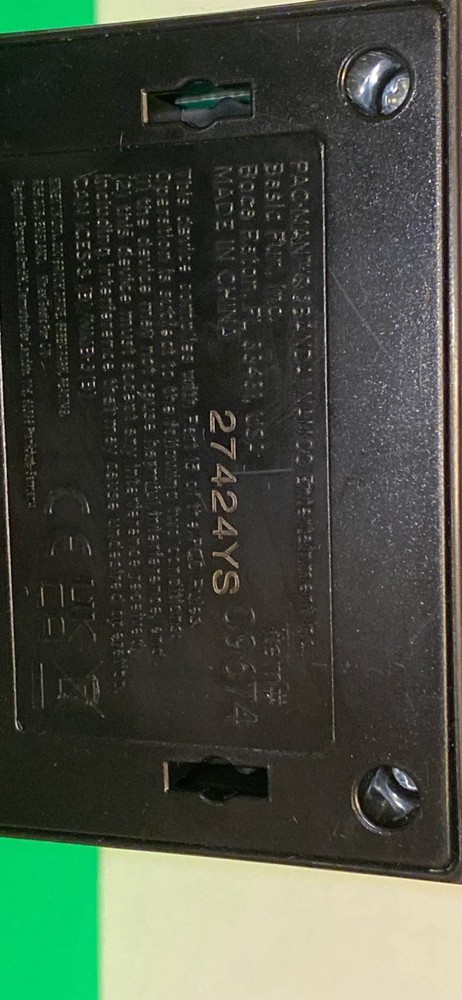 PAC-MAN™&©BANDAI NAMCO Entertainment Inc.
Basic Fun, Inc.
Boca Raton, FL 33431 USA
MADE IN CHINA
Item#
09674
27424YS
This device complies with Part 15 of the FCC Rules.
Operation is subject to the following two conditions:
(1) this device may not cause harmful interference, and
(2) this device must accept any interference received,
including interference that may cause undesired operation.
CAN ICES-3 (B)/NMB-3(B)
CE UK
CA